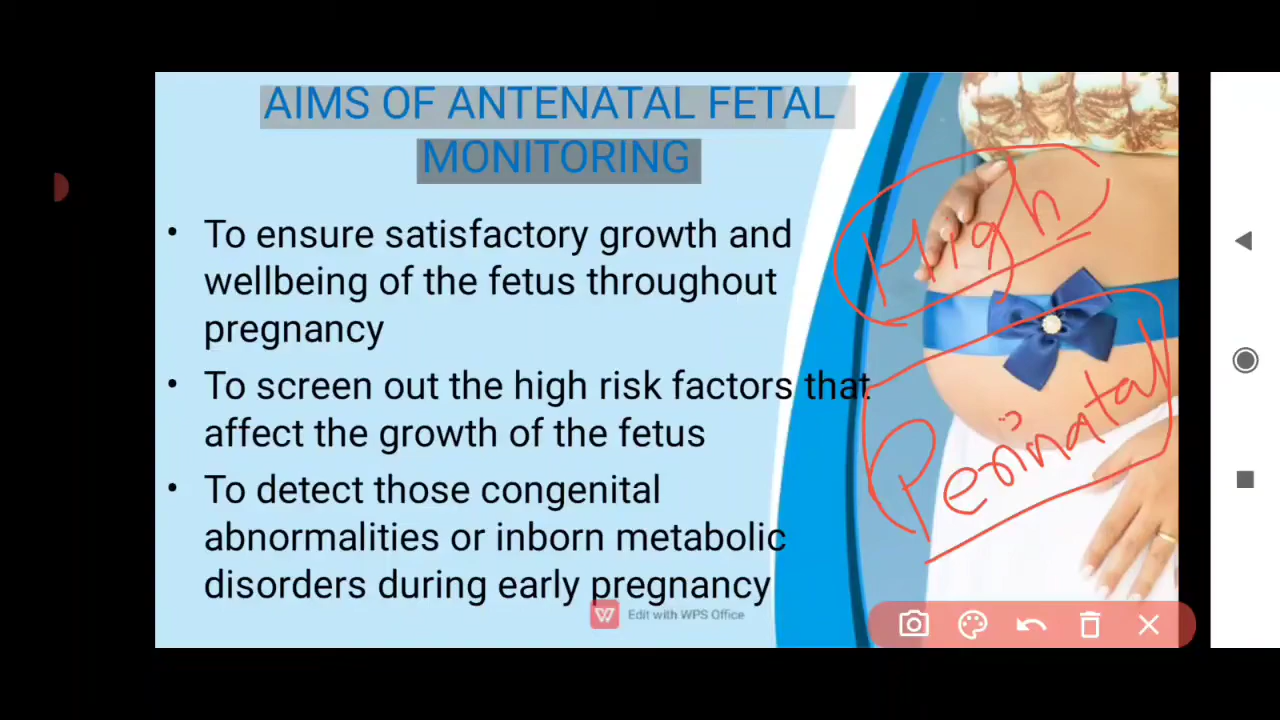 AIMS OF ANTENATAL FETAL
MONITORING
• To ensure satisfactory growth and
wellbeing of the fetus throughout
pregnancy
• To screen out the high risk factors that
affect the growth of the fetus
• To detect those congenital
abnormalities or inborn metabolic
disorders during early pregnancy
W Edit with WPS Office
High
Perinatal